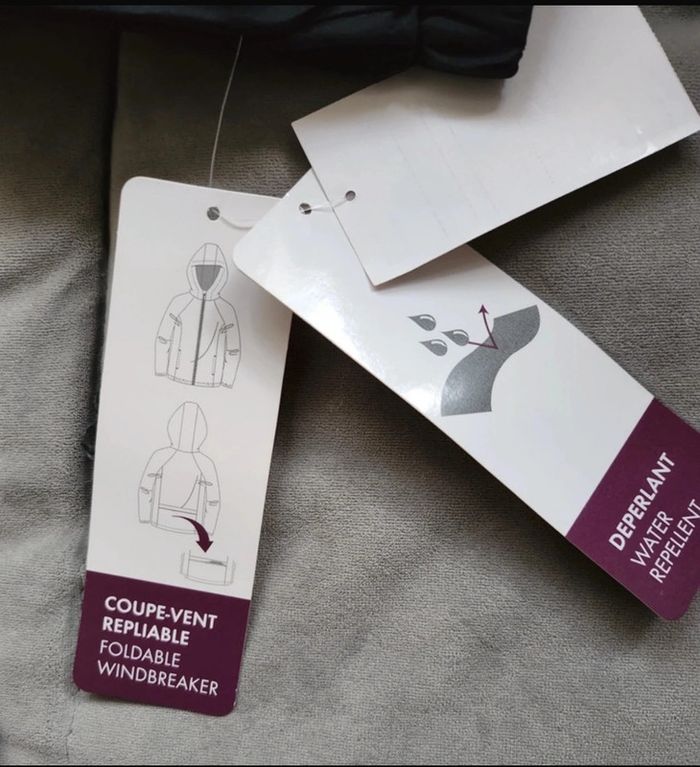 COUPE-VENT
REPLIABLE
FOLDABLE
WINDBREAKER
DEPERLANT
WATER
REPELLENT